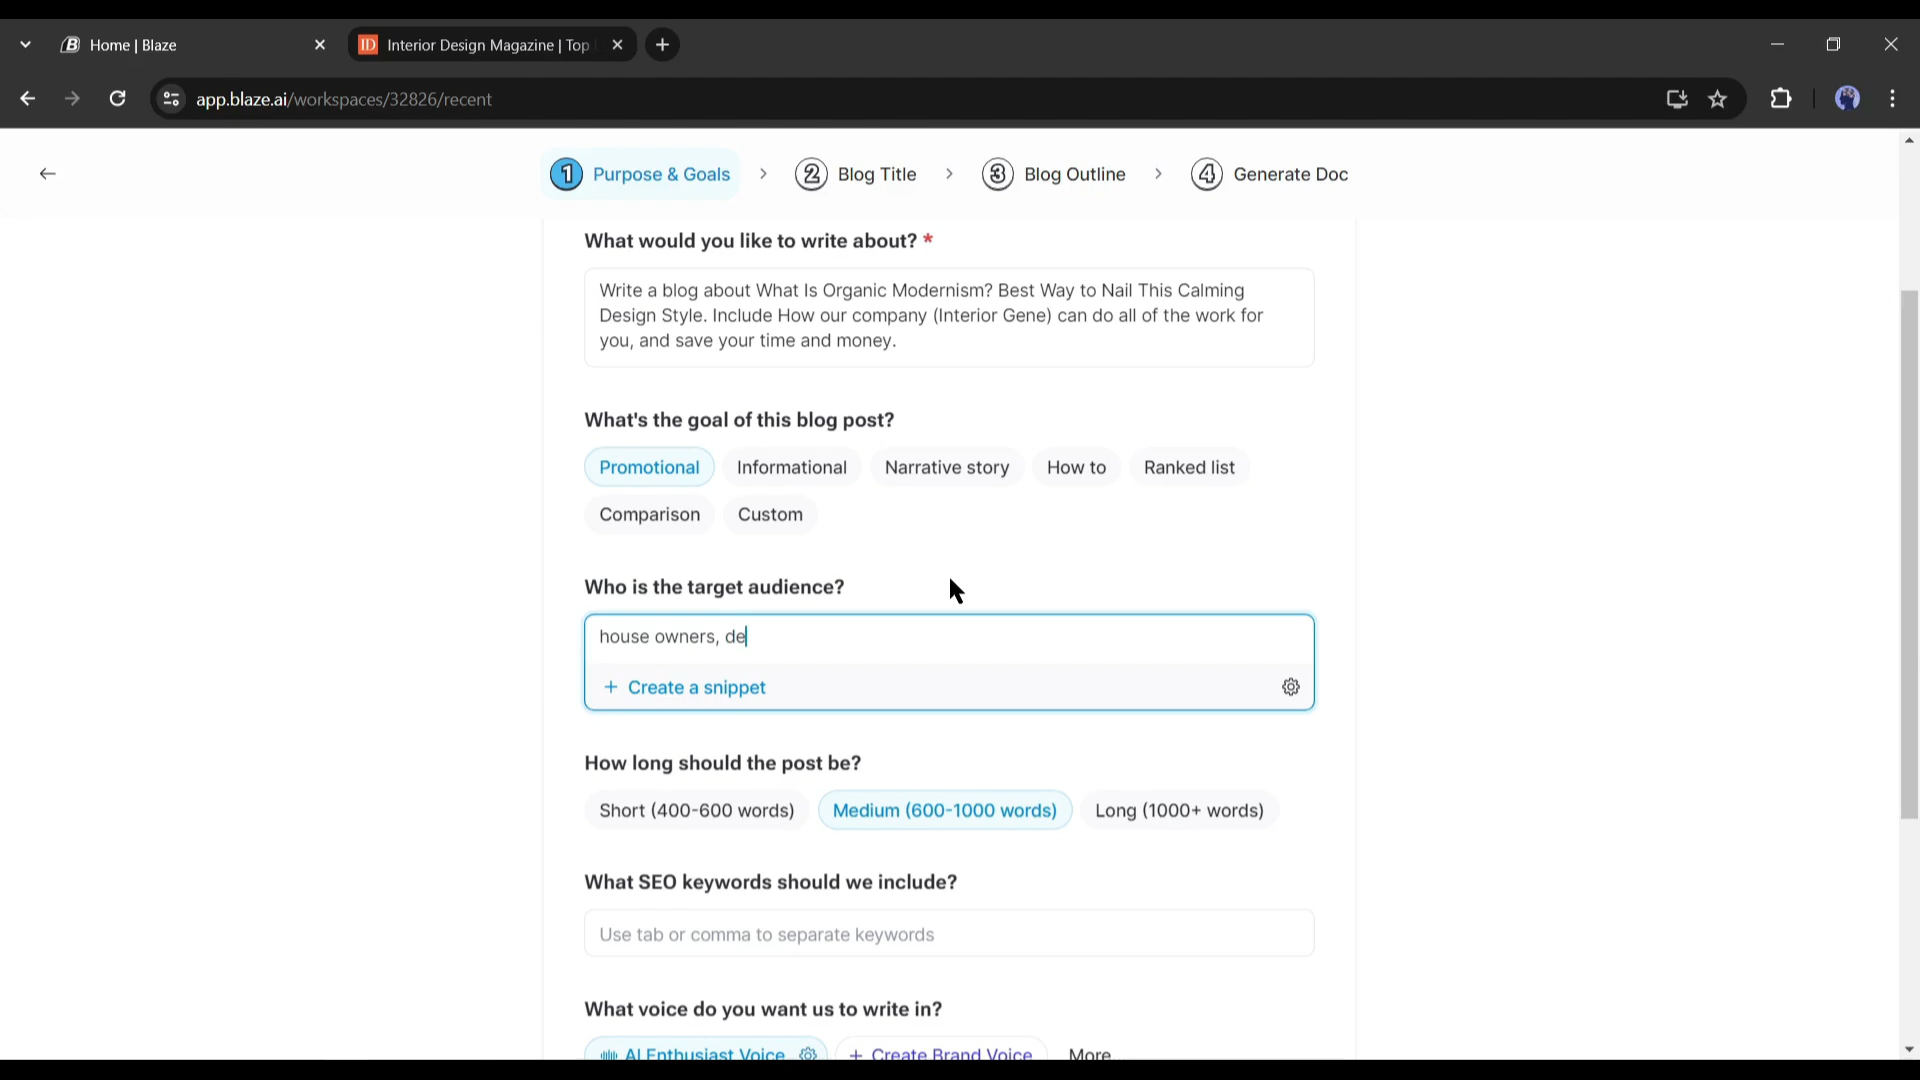 Home | Blaze
Interior Design Magazine | Top
app.blaze.ai/workspaces/32826/recent
1 Purpose & Goals > 2 Blog Title > 3 Blog Outline > 4 Generate Doc
What would you like to write about? *
Write a blog about What Is Organic Modernism? Best Way to Nail This Calming
Design Style. Include How our company (Interior Gene) can do all of the work for
you, and save your time and money.
What's the goal of this blog post?
Promotional Informational Narrative story How to Ranked list
Comparison Custom
Who is the target audience?
house owners, de
+ Create a snippet
How long should the post be?
Short (400-600 words) Medium (600-1000 words) Long (1000+ words)
What SEO keywords should we include?
Use tab or comma to separate keywords
What voice do you want us to write in?
AI Enthusiast Voice + Create Brand Voice More